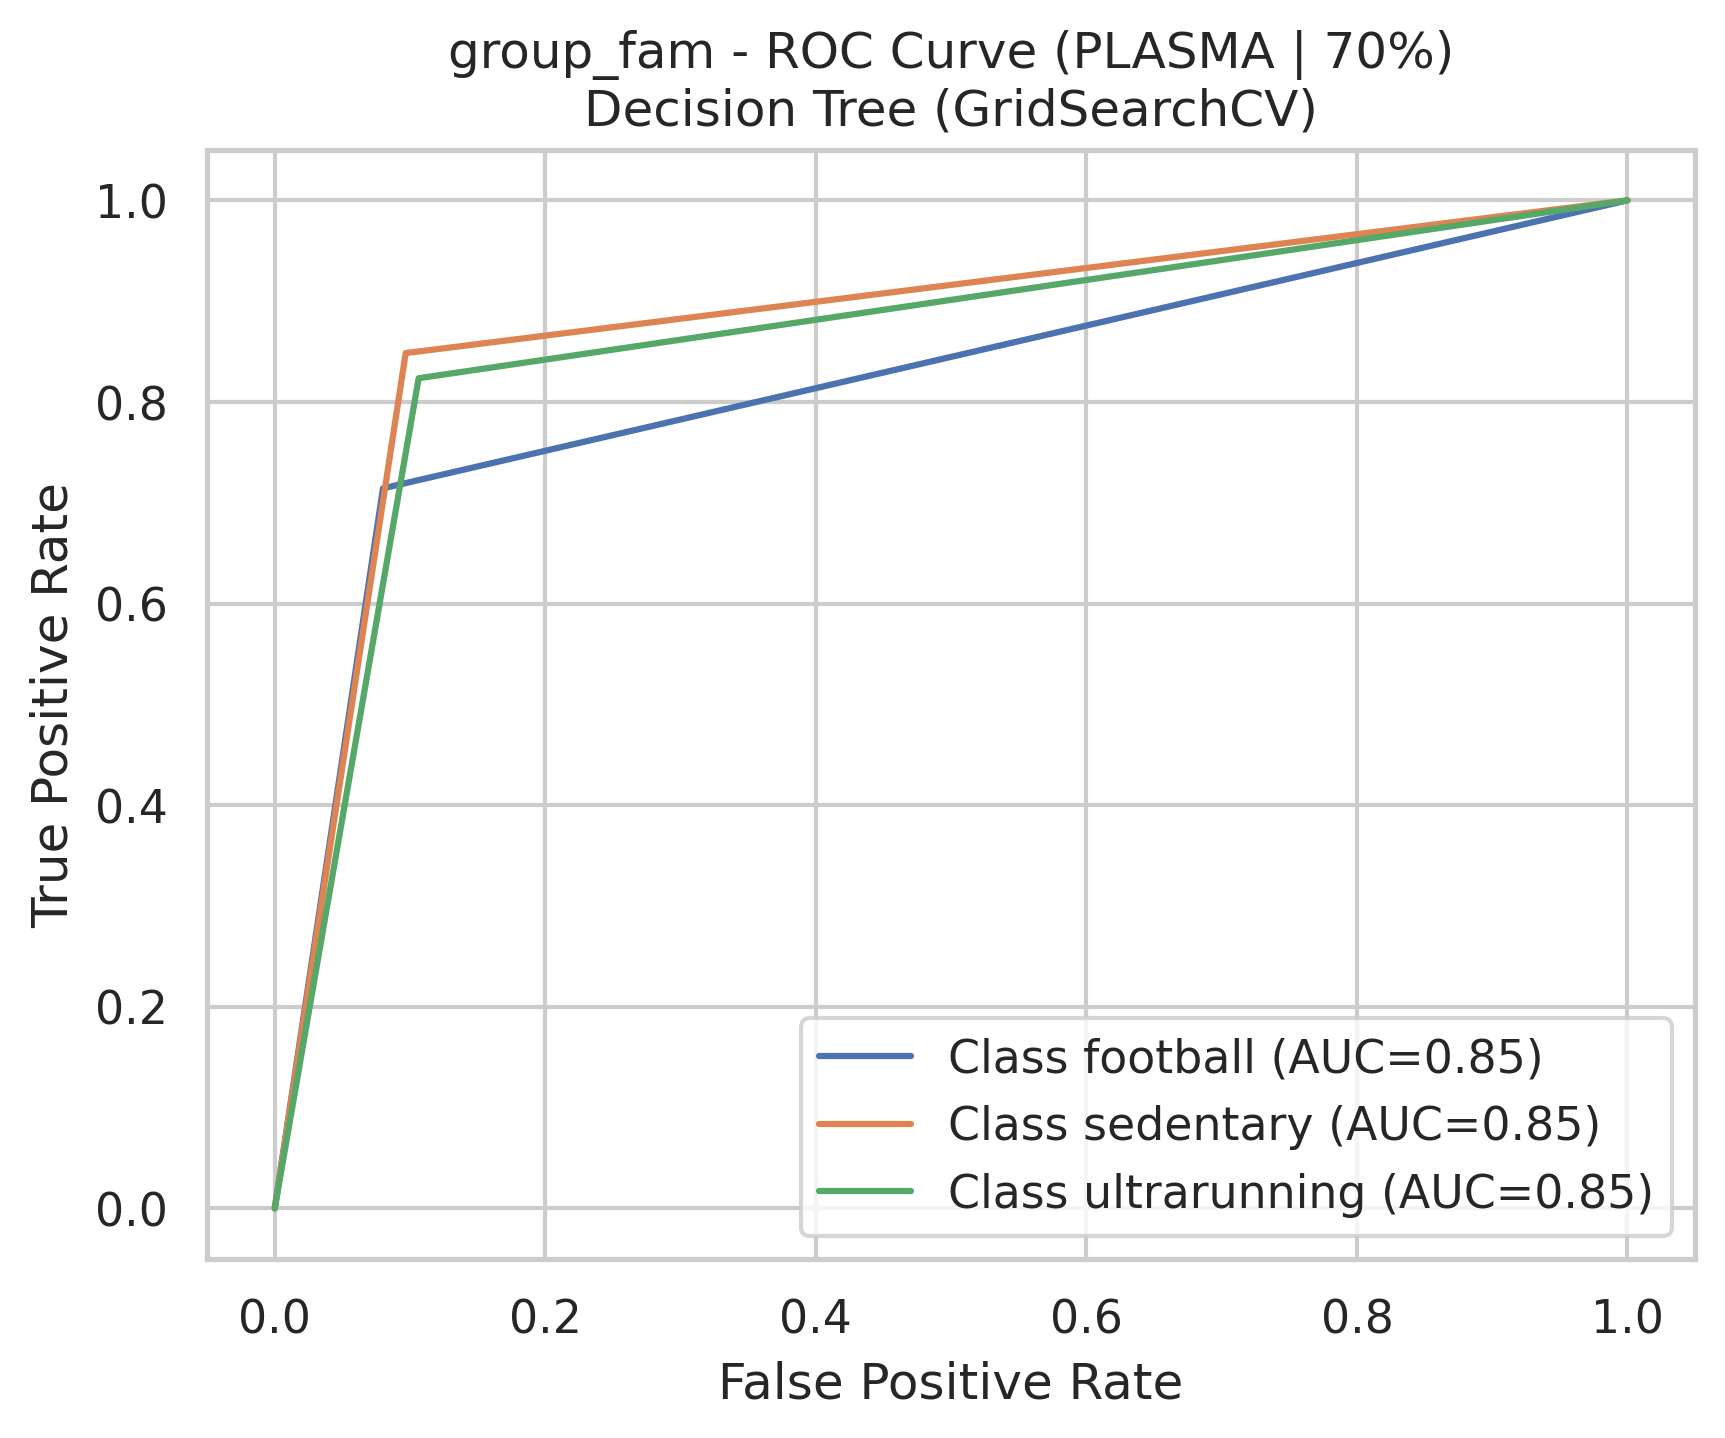 group_fam - ROC Curve (PLASMA | 70%)
Decision Tree (GridSearchCV)
True Positive Rate
1.0
0.8
0.6
0.4
0.2
0.0
Class football (AUC=0.85)
Class sedentary (AUC=0.85)
Class ultrarunning (AUC=0.85)
0.0 0.2 0.4 0.6 0.8 1.0
False Positive Rate